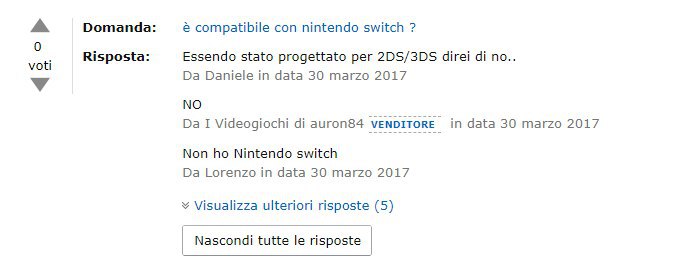 0
voti
Domanda: è compatibile con nintendo switch ?
Risposta: Essendo stato progettato per 2DS/3DS direi di no..
Da Daniele in data 30 marzo 2017
NO
Da I Videogiochi di auron84 VENDITORE in data 30 marzo 2017
Non ho Nintendo switch
Da Lorenzo in data 30 marzo 2017
Visualizza ulteriori risposte (5)
Nascondi tutte le risposte